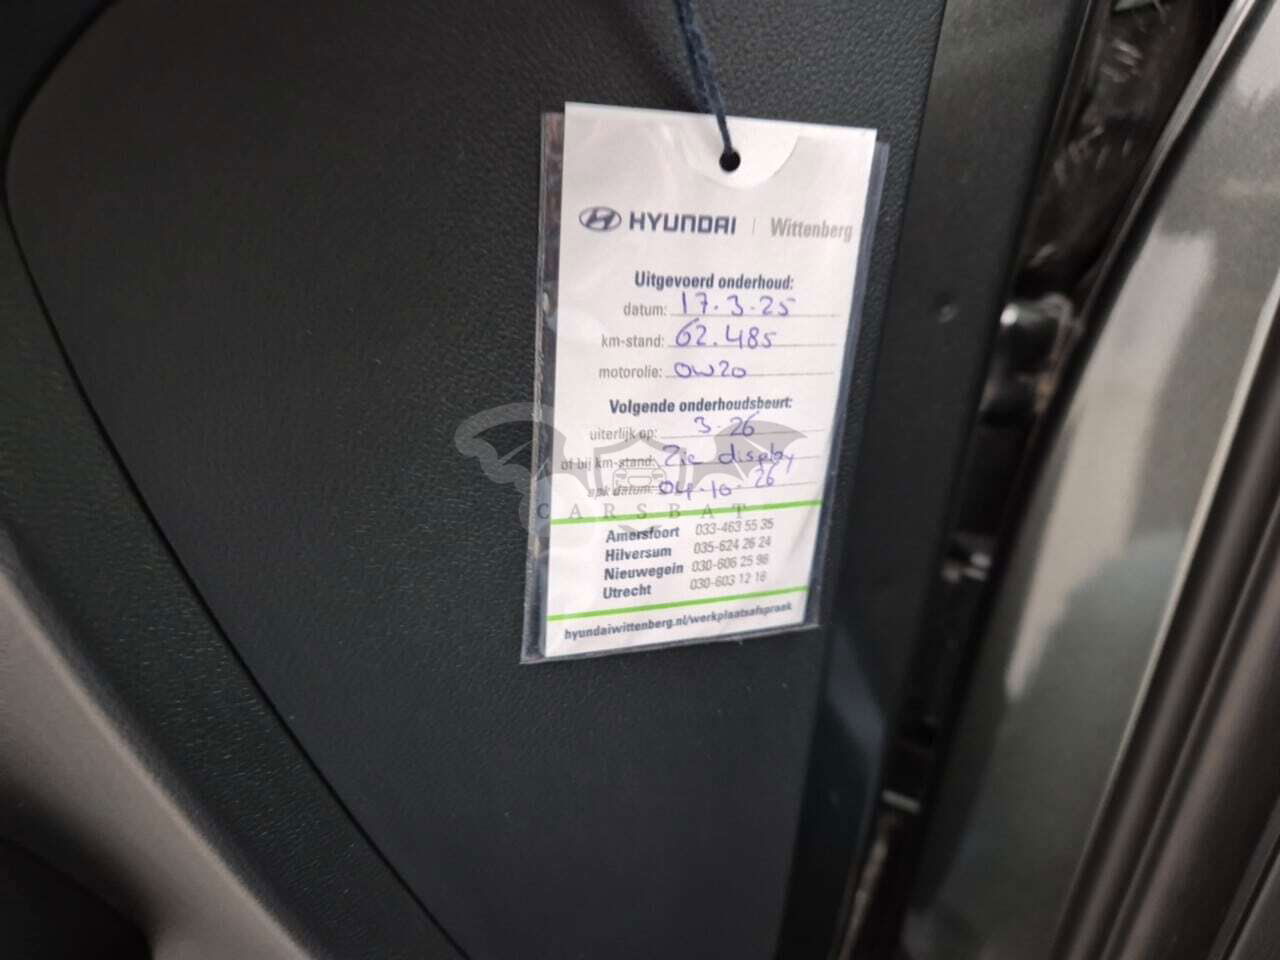 HYUNDAI | Wittenberg
Uitgevoerd onderhoud:
datum: 17.3.25
km-stand: 62.485
motorolie: 0W20
Volgende onderhoudsbeurt:
uiterlijk op: 3.26
of bij km-stand: Zie display
apk datum: 04.10.26
CARSBAT
Amersfoort 033-463 55 35
Hilversum 035-624 26 24
Nieuwegein 030-606 25 96
Utrecht 030-603 12 16
hyundaiwittenberg.nl/werkplaatsafspraak